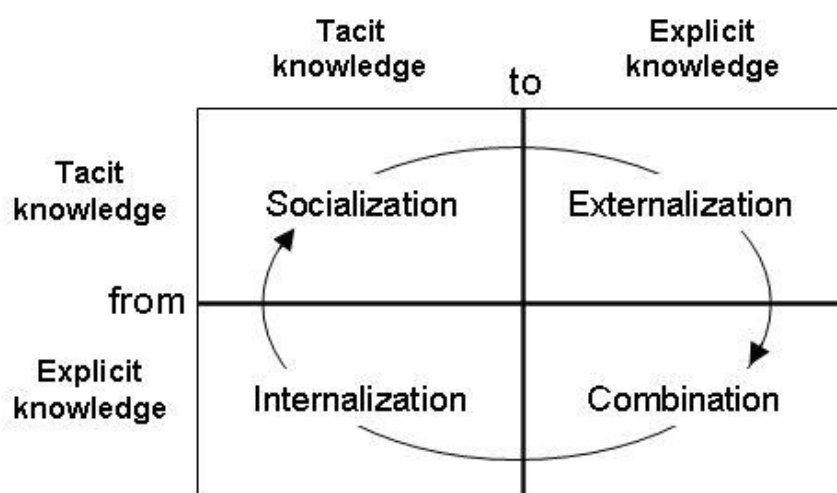 Tacit
knowledge
Explicit
knowledge
to
Tacit
knowledge
Socialization
Externalization
from
Explicit
knowledge
Internalization
Combination